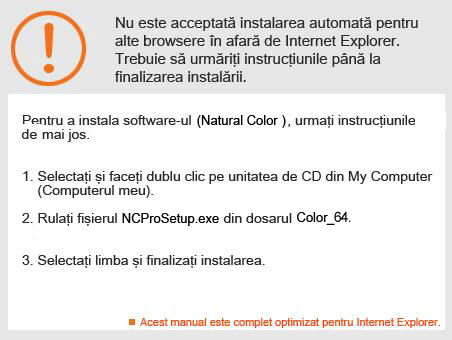 Nu este acceptată instalarea automată pentru
alte browsere în afară de Internet Explorer.
Trebuie să urmăriți instrucțiunile până la
finalizarea instalării.
Pentru a instala software-ul (Natural Color ), urmați instrucțiunile
de mai jos.
1. Selectați și faceți dublu clic pe unitatea de CD din My Computer
(Computerul meu).
2. Rulați fișierul NCProSetup.exe din dosarul Color_64.
3. Selectați limba și finalizați instalarea.
Acest manual este complet optimizat pentru Internet Explorer.